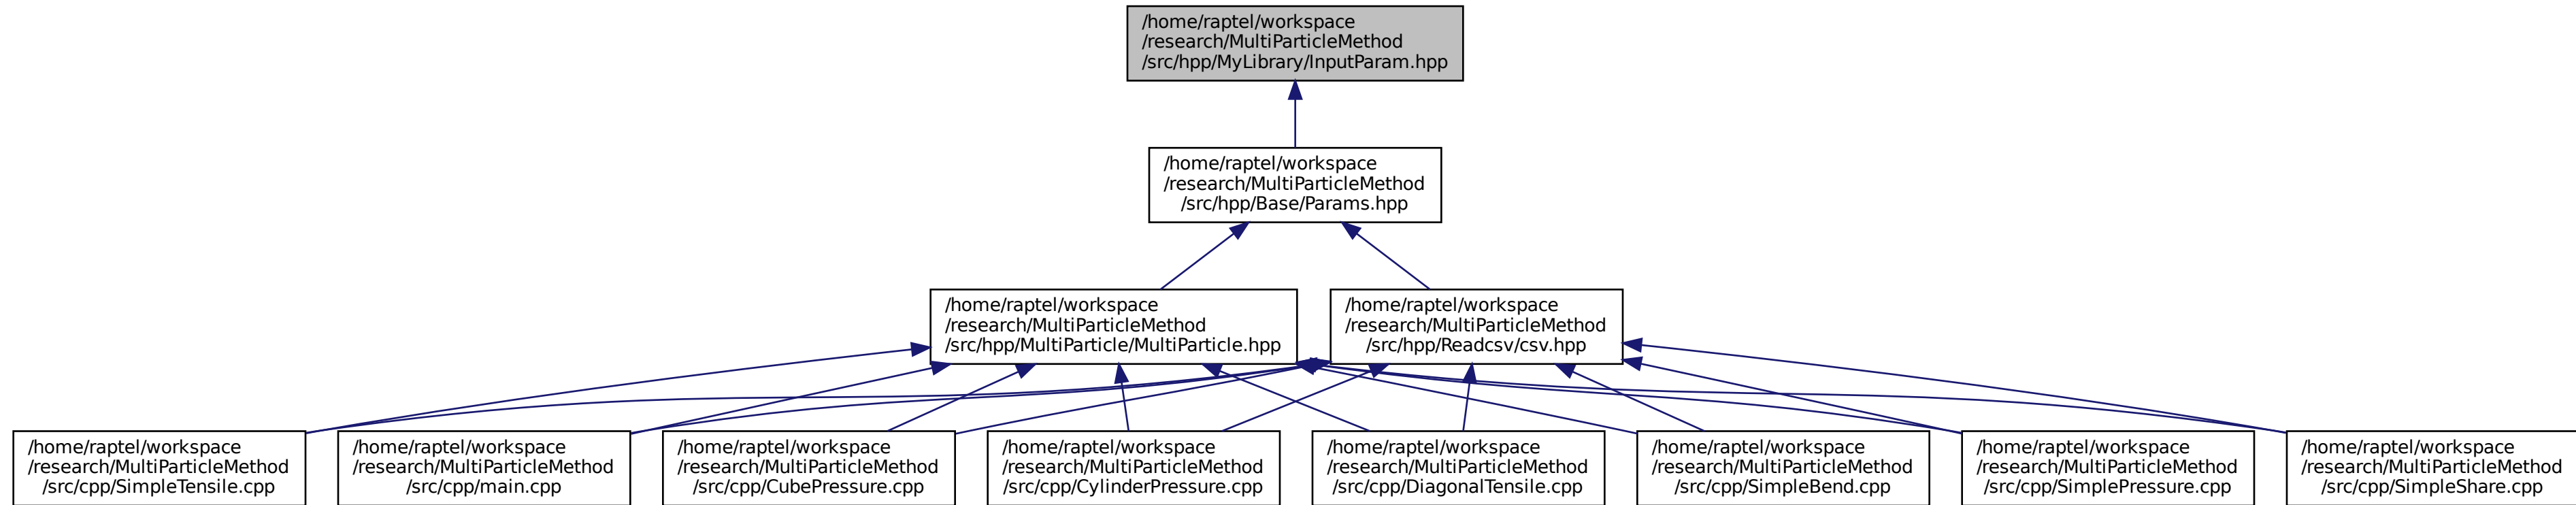 /home/raptel/workspace
/research/MultiParticleMethod
/src/hpp/MyLibrary/InputParam.hpp
/home/raptel/workspace
/research/MultiParticleMethod
/src/hpp/Base/Params.hpp
/home/raptel/workspace
/research/MultiParticleMethod
/src/hpp/MultiParticle/MultiParticle.hpp
/home/raptel/workspace
/research/MultiParticleMethod
/src/hpp/Readcsv/csv.hpp
/home/raptel/workspace
/research/MultiParticleMethod
/src/cpp/SimpleTensile.cpp
/home/raptel/workspace
/research/MultiParticleMethod
/src/cpp/main.cpp
/home/raptel/workspace
/research/MultiParticleMethod
/src/cpp/CubePressure.cpp
/home/raptel/workspace
/research/MultiParticleMethod
/src/cpp/CylinderPressure.cpp
/home/raptel/workspace
/research/MultiParticleMethod
/src/cpp/DiagonalTensile.cpp
/home/raptel/workspace
/research/MultiParticleMethod
/src/cpp/SimpleBend.cpp
/home/raptel/workspace
/research/MultiParticleMethod
/src/cpp/SimplePressure.cpp
/home/raptel/workspace
/research/MultiParticleMethod
/src/cpp/SimpleShare.cpp